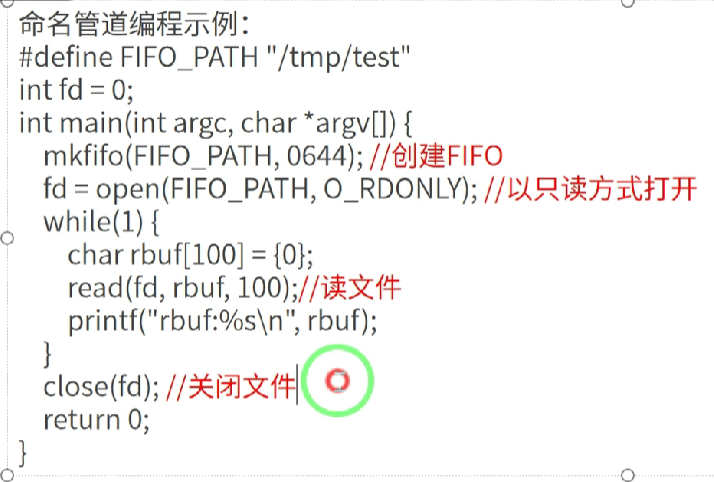 命名管道编程示例：
#define FIFO_PATH "/tmp/test"
int fd = 0;
int main(int argc, char *argv[]) {
mkfifo(FIFO_PATH, 0644); //创建FIFO
fd = open(FIFO_PATH, O_RDONLY); //以只读方式打开
while(1) {
char rbuf[100] = {0};
read(fd, rbuf, 100);//读文件
printf("rbuf:%s\n", rbuf);
}
close(fd); //关闭文件
return 0;
}